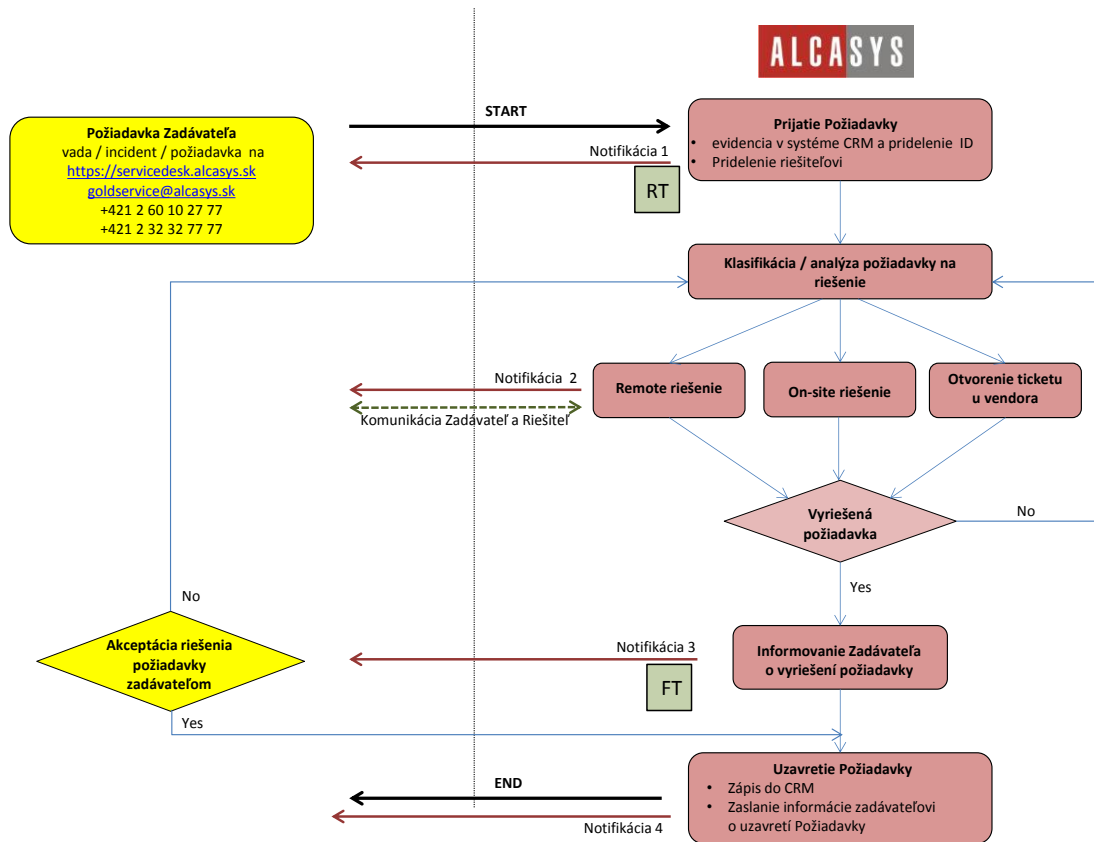 ALCASYS
START
Požiadavka Zadávateľa
vada / incident / požiadavka na
https://servicedesk.alcasys.sk
goldservice@alcasys.sk
+421 2 60 10 27 77
+421 2 32 32 77 77
Prijatie Požiadavky
• evidencia v systéme CRM a pridelenie ID
• Pridelenie riešiteľovi
Notifikácia 1
RT
Klasifikácia / analýza požiadavky na
riešenie
Notifikácia 2
Komunikácia Zadávateľ a Riešiteľ
Remote riešenie
On-site riešenie
Otvorenie ticketu
u vendora
Vyriešená
požiadavka
No
Yes
No
Akceptácia riešenia
požiadavky
zadávateľom
Yes
Notifikácia 3
FT
Informovanie Zadávateľa
o vyriešení požiadavky
Uzavretie Požiadavky
• Zápis do CRM
• Zaslanie informácie zadávateľovi
o uzavretí Požiadavky
END
Notifikácia 4